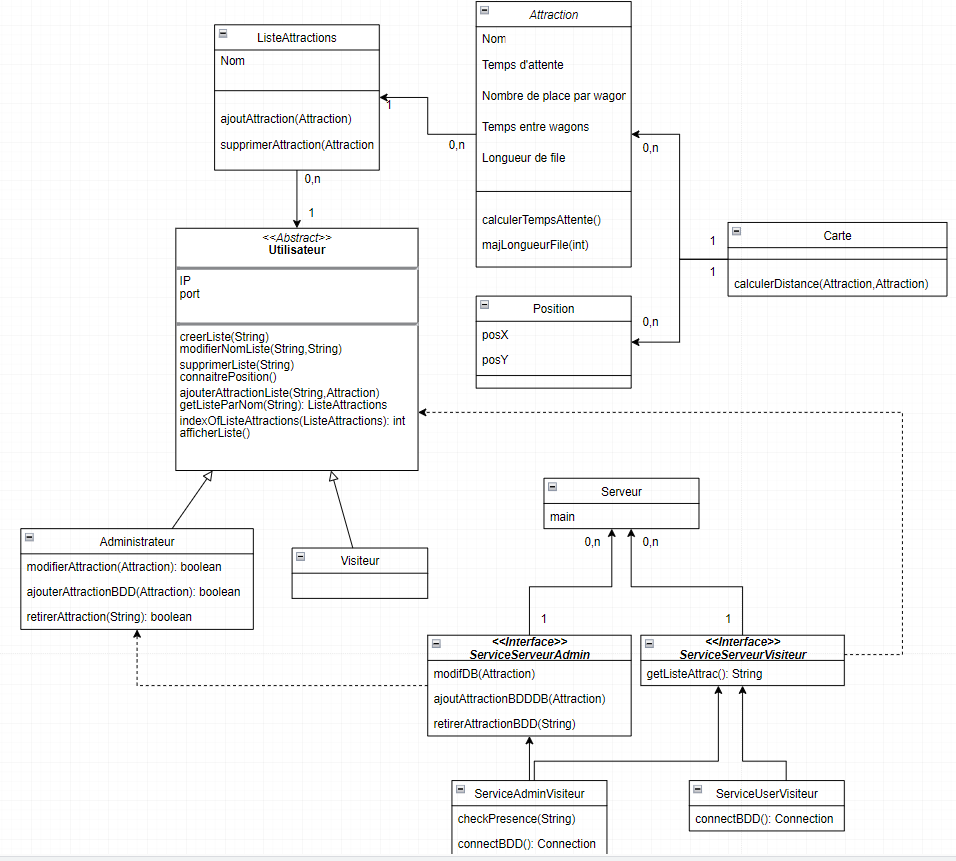 ListeAttractions
Nom
ajoutAttraction(Attraction)
supprimerAttraction(Attraction
Attraction
Nom
Temps d'attente
Nombre de place par wagon
Temps entre wagons
Longueur de file
calculerTempsAttente()
majLongueurFile(int)
1
0,n
0,n
1
0,n
1
1
0,n
Carte
calculerDistance(Attraction,Attraction)
Position
posX
posY
<<Abstract>>
Utilisateur
IP
port
creerListe(String)
modifierNomListe(String,String)
supprimerListe(String)
connaitrePosition()
ajouterAttractionListe(String,Attraction)
getListeParNom(String): ListeAttractions
indexOfListeAttractions(ListeAttractions): int
afficherListe()
Administrateur
modifierAttraction(Attraction): boolean
ajouterAttractionBDD(Attraction): boolean
retirerAttraction(String): boolean
Visiteur
Serveur
main
0,n
0,n
1
1
<<Interface>>
ServiceServeurAdmin
modifDB(Attraction)
ajoutAttractionBDDDB(Attraction)
retirerAttractionBDD(String)
<<Interface>>
ServiceServeurVisiteur
getListeAttrac(): String
ServiceAdminVisiteur
checkPresence(String)
connectBDD(): Connection
ServiceUserVisiteur
connectBDD(): Connection